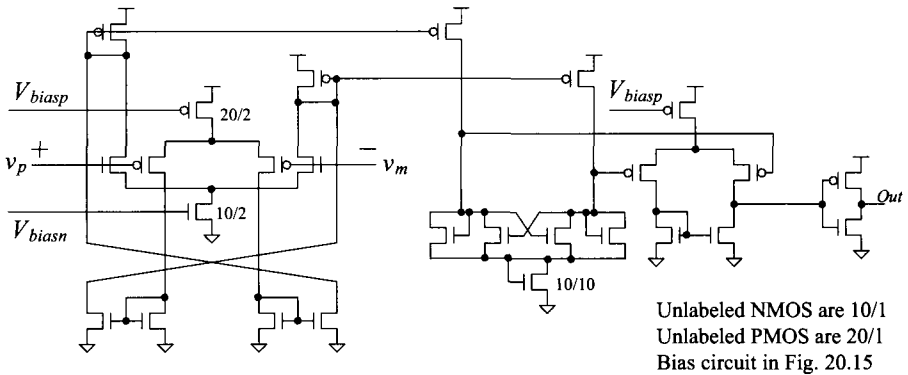 V_biasp
20/2
V_biasp
v_p
+
−
v_m
V_biasn
10/2
Out
10/10
Unlabeled NMOS are 10/1
Unlabeled PMOS are 20/1
Bias circuit in Fig. 20.15